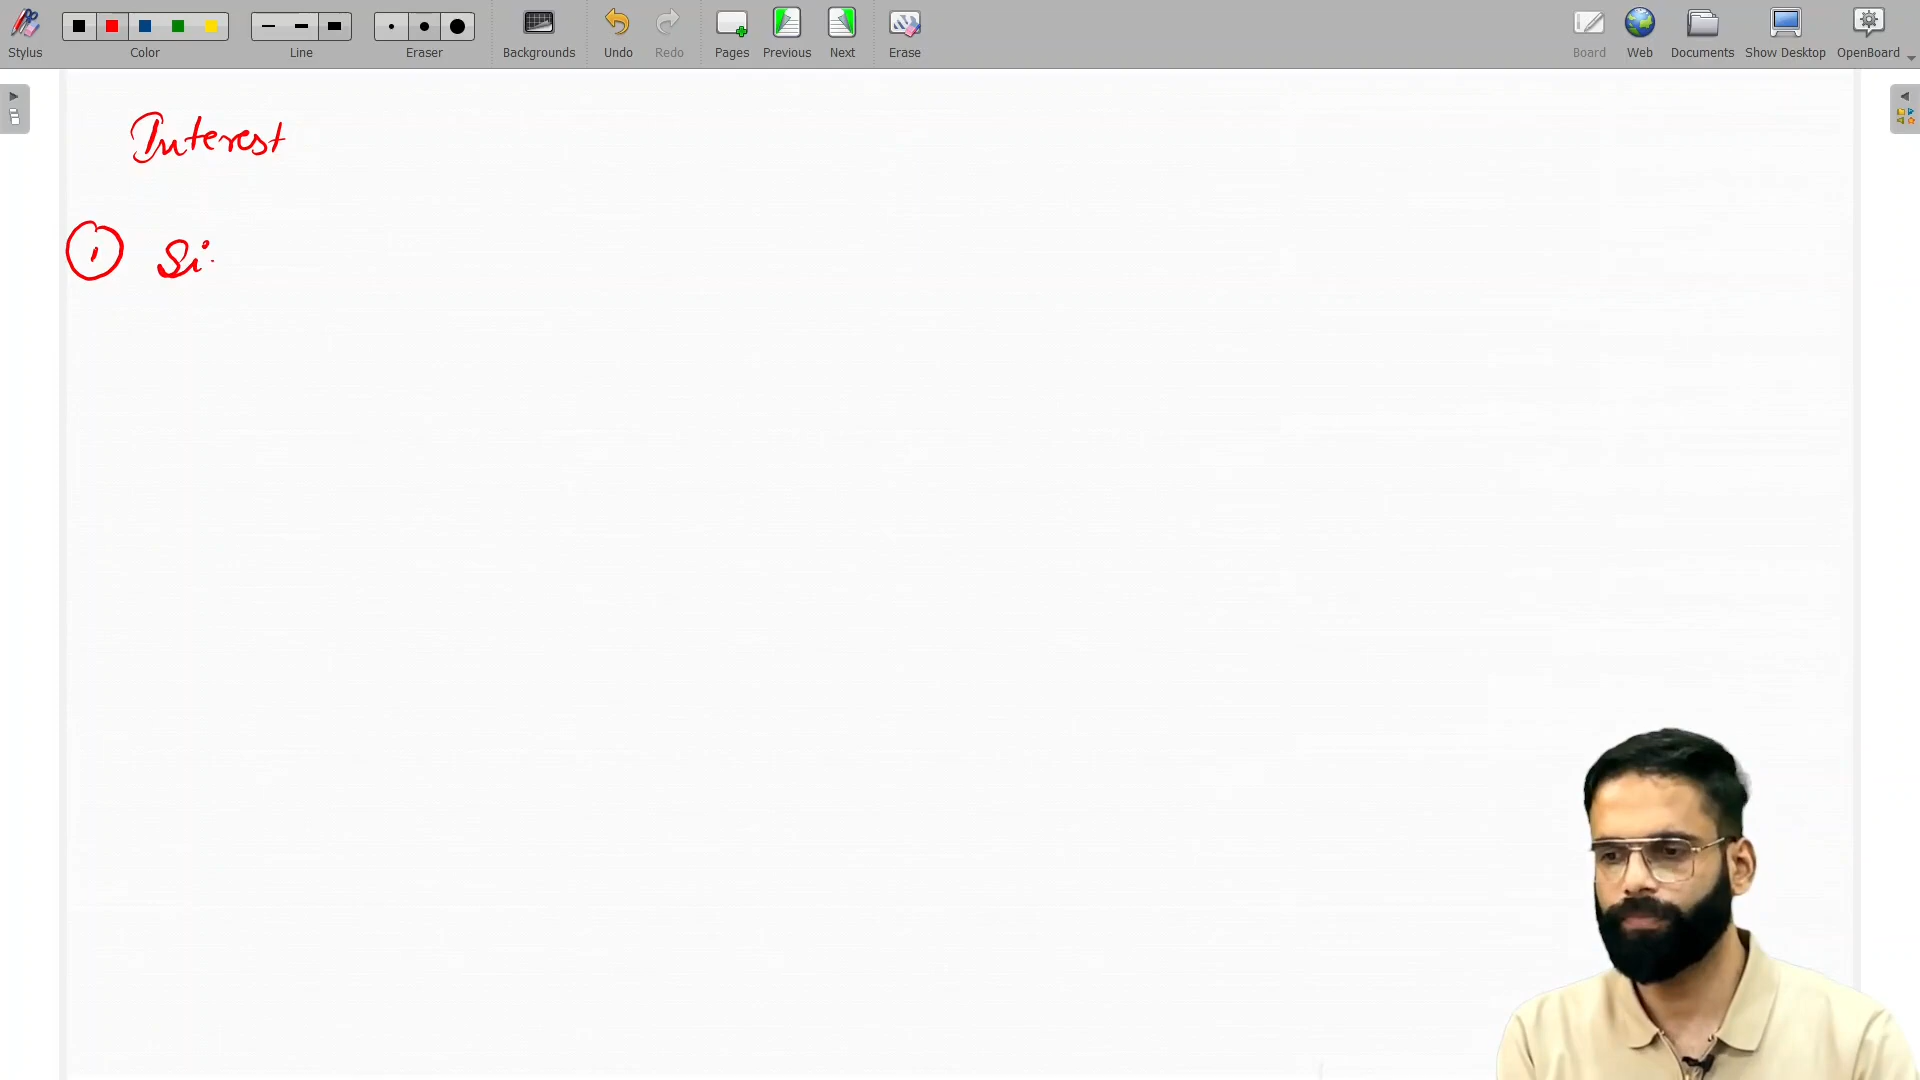 Stylus Color Line Eraser Backgrounds Undo Redo Pages Previous Next Erase Board Web Documents Show Desktop OpenBoard
Interest
① Si